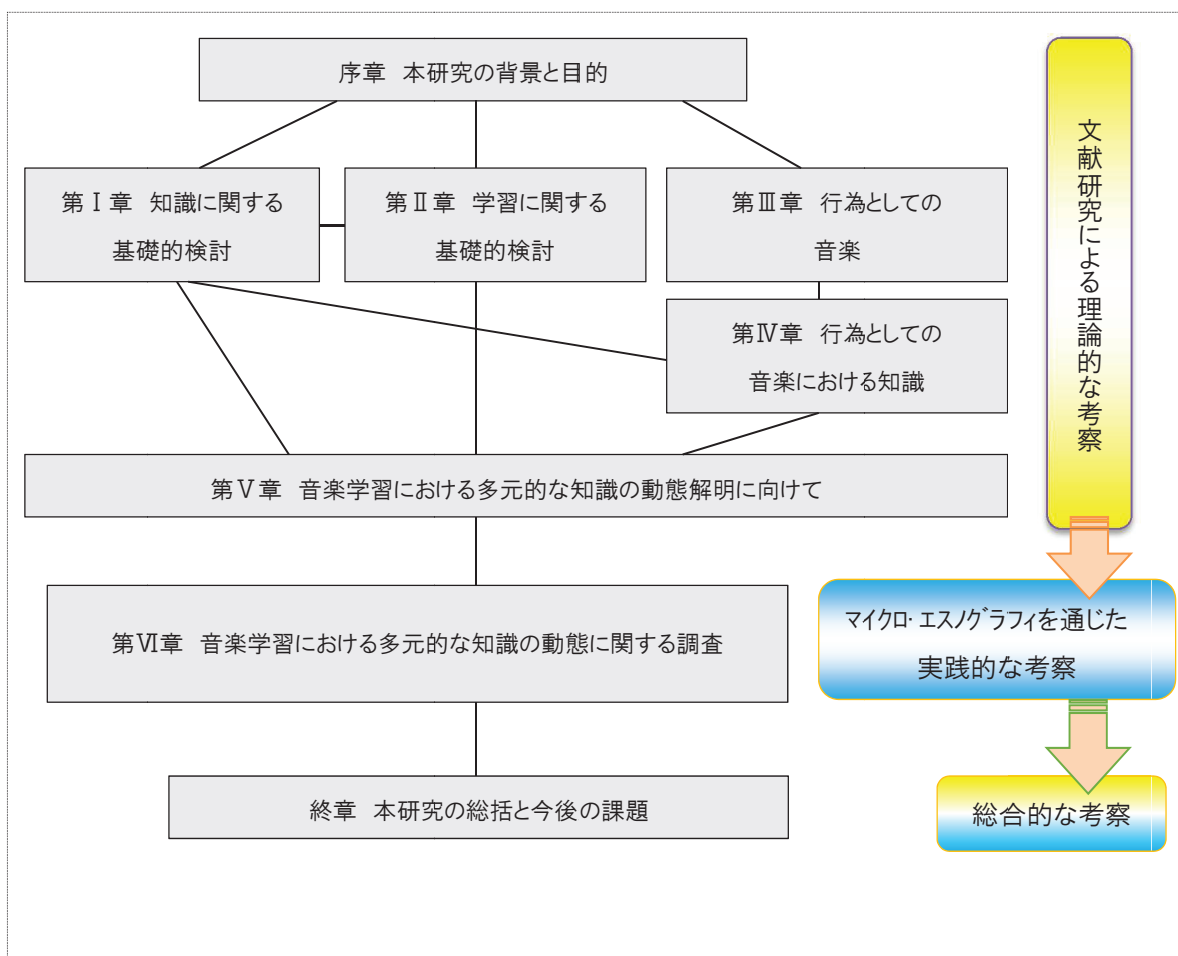 序章 本研究の背景と目的
第Ⅰ章 知識に関する
基礎的検討
第Ⅱ章 学習に関する
基礎的検討
第Ⅲ章 行為としての
音楽
第Ⅳ章 行為としての
音楽における知識
第Ⅴ章 音楽学習における多元的な知識の動態解明に向けて
第Ⅵ章 音楽学習における多元的な知識の動態に関する調査
終章 本研究の総括と今後の課題
文献研究による理論的な考察
マイクロ・エスノグラフィを通じた
実践的な考察
総合的な考察